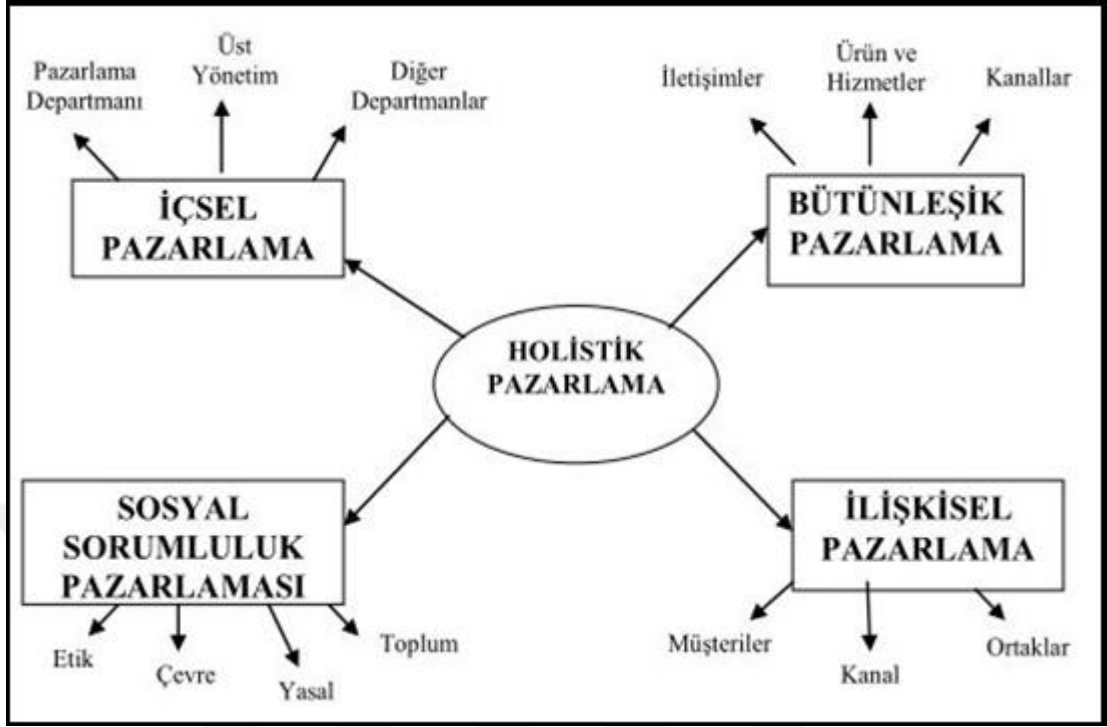 Pazarlama
Departmanı
Üst
Yönetim
Diğer
Departmanlar
İÇSEL
PAZARLAMA
İletişimler
Ürün ve
Hizmetler
Kanallar
BÜTÜNLEŞİK
PAZARLAMA
HOLİSTİK
PAZARLAMA
SOSYAL
SORUMLULUK
PAZARLAMASI
Etik
Çevre
Yasal
Toplum
İLİŞKİSEL
PAZARLAMA
Müşteriler
Kanal
Ortaklar